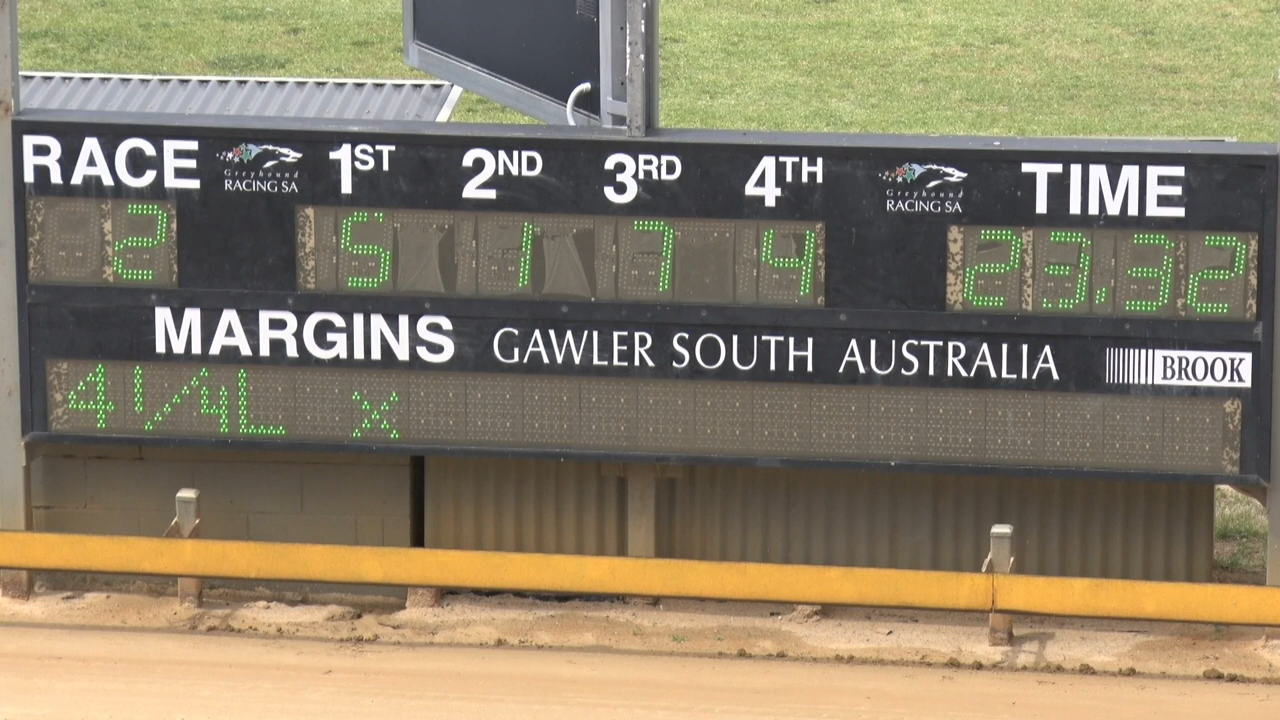 RACE Greyhound RACING SA 1ST 2ND 3RD 4TH Greyhound RACING SA TIME
2 5 1 7 4 23.32
MARGINS GAWLER SOUTH AUSTRALIA BROOK
4 1/4L x